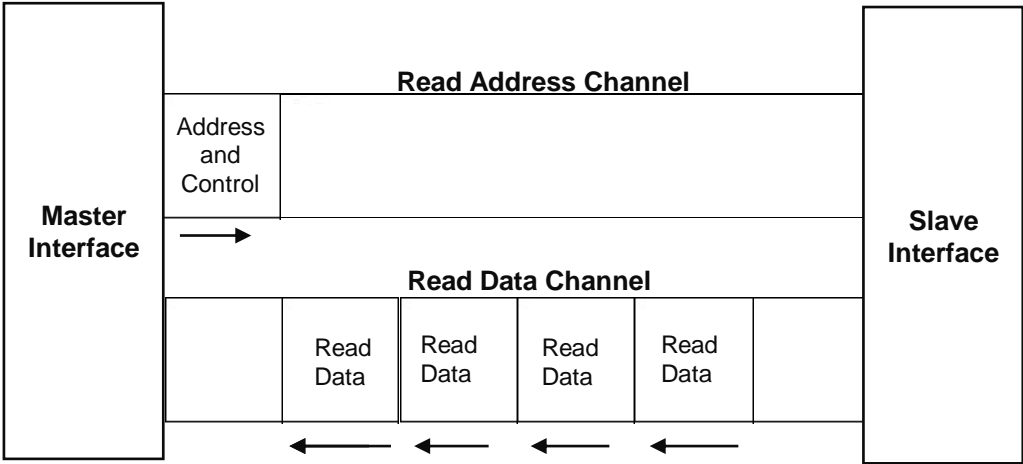 Read Address Channel
Address
and
Control
Master
Interface
Slave
Interface
Read Data Channel
Read
Data
Read
Data
Read
Data
Read
Data